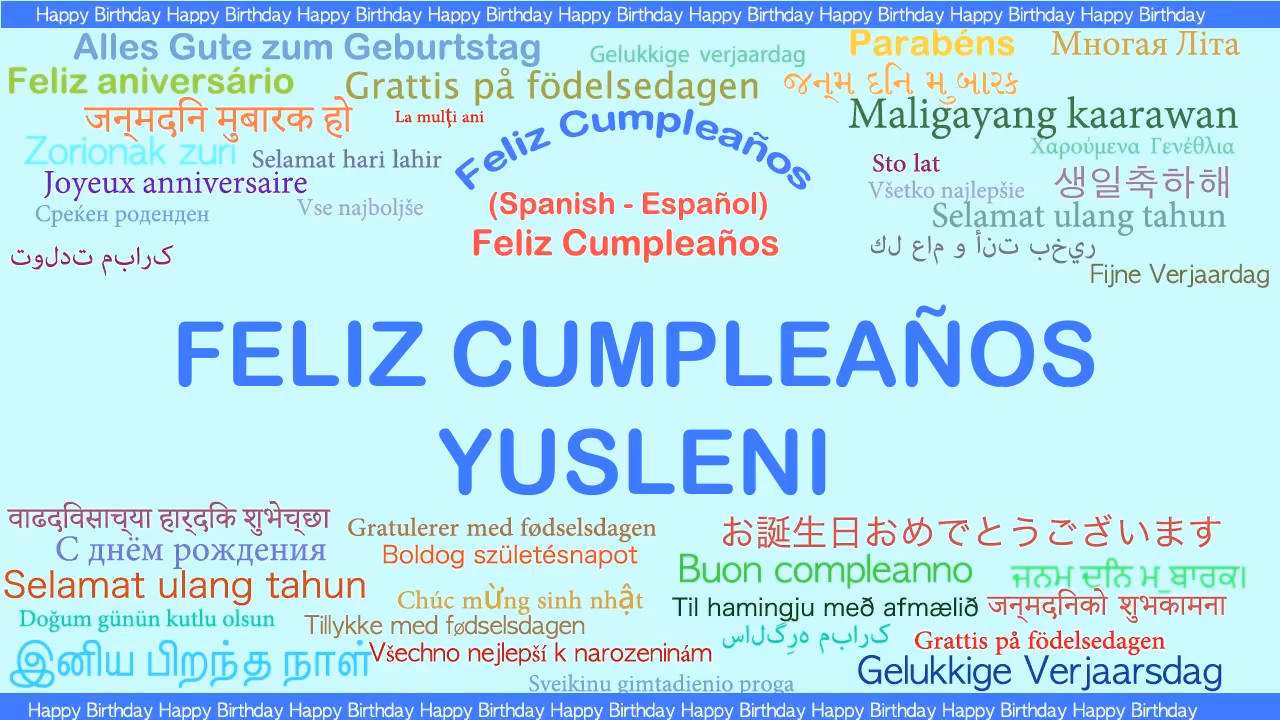 Happy Birthday Happy Birthday Happy Birthday Happy Birthday Happy Birthday Happy Birthday Happy Birthday Happy Birthday Happy Birthday
Alles Gute zum Geburtstag
Gelukkige verjaardag
Parabéns
Многая Літа
Feliz aniversário
Grattis på födelsedagen
જન્મ દિન મુબારક
जन्मदिन मुबारक हो
La mulţi ani
Feliz Cumpleaños
Maligayang kaarawan
Zorionak zuri
Selamat hari lahir
Sto lat
Χαρούμενα Γενέθλια
Joyeux anniversaire
(Spanish - Español)
Všetko najlepšie
생일축하해
Среќен роденден
Vse najboljše
Selamat ulang tahun
تولدت مبارک
Feliz Cumpleaños
كل عام و أنت بخير
Fijne Verjaardag
FELIZ CUMPLEAÑOS
YUSLENI
वाढदिवसाच्या हार्दिक शुभेच्छा
Gratulerer med fødselsdagen
お誕生日おめでとうございます
С днём рождения
Boldog születésnapot
Buon compleanno
ਜਨਮ ਦਿਨ ਮੁਬਾਰਕ।
Selamat ulang tahun
Chúc mừng sinh nhật
Til hamingju með afmælið
जन्मदिनको शुभकामना
Doğum günün kutlu olsun
Tillykke med fødselsdagen
سالگرہ مبارک
Grattis på födelsedagen
இனிய பிறந்த நாள்
Všechno nejlepší k narozeninám
Gelukkige Verjaarsdag
Sveikinu gimtadienio proga
Happy Birthday Happy Birthday Happy Birthday Happy Birthday Happy Birthday Happy Birthday Happy Birthday Happy Birthday Happy Birthday